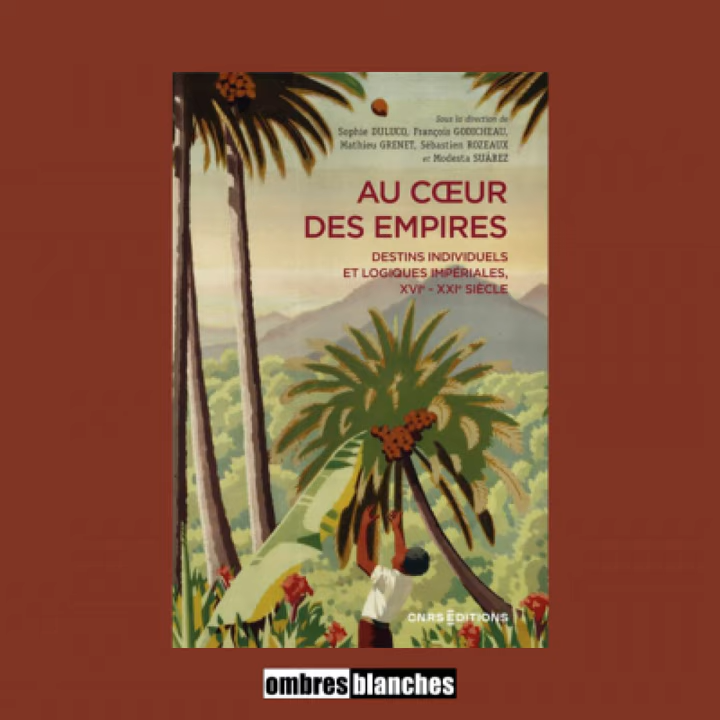 Sous la direction de
Sophie DULUCQ, François GODICHEAU,
Mathieu GRENET, Sébastien ROZEAUX
et Modesta SUÁREZ
AU CŒUR
DES EMPIRES
DESTINS INDIVIDUELS
ET LOGIQUES IMPÉRIALES,
XVIᵉ - XXIᵉ SIÈCLE
CNRS ÉDITIONS
ombres blanches